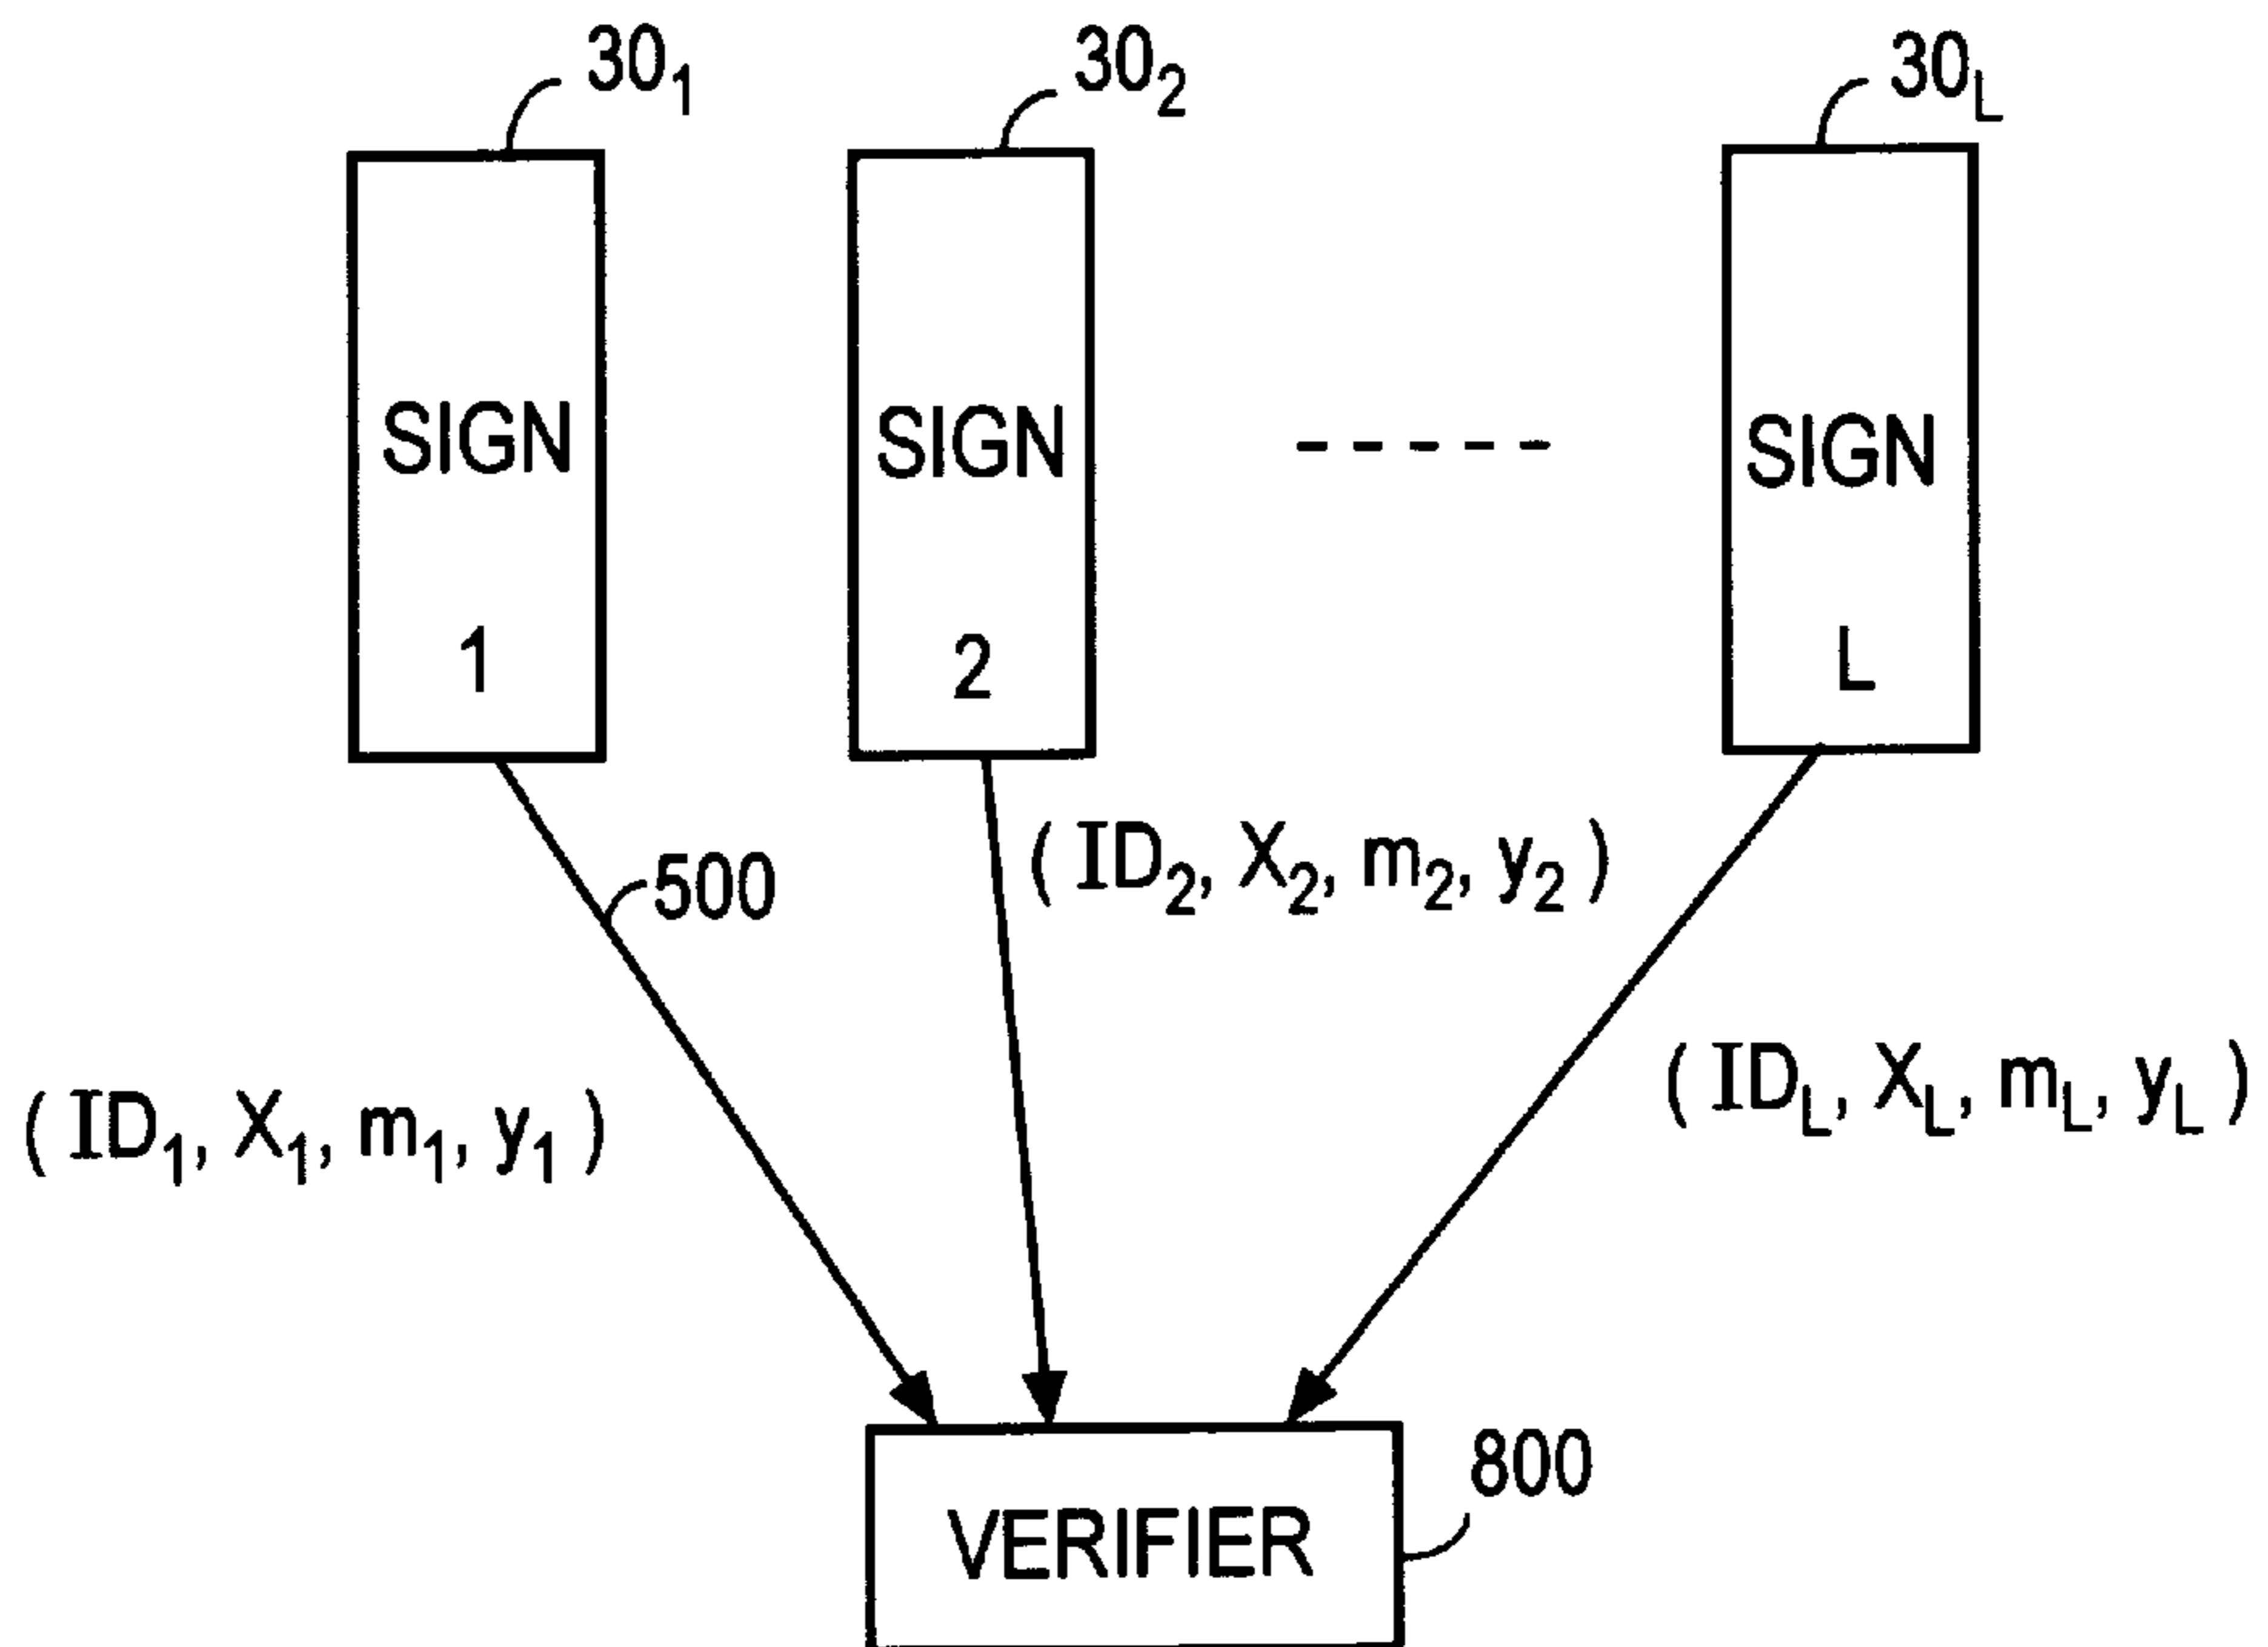 30₁
30₂
30L
SIGN
1
SIGN
2
-----
SIGN
L
500
( ID₂, X₂, m₂, y₂ )
( ID₁, X₁, m₁, y₁ )
( IDL, XL, mL, yL )
VERIFIER
800